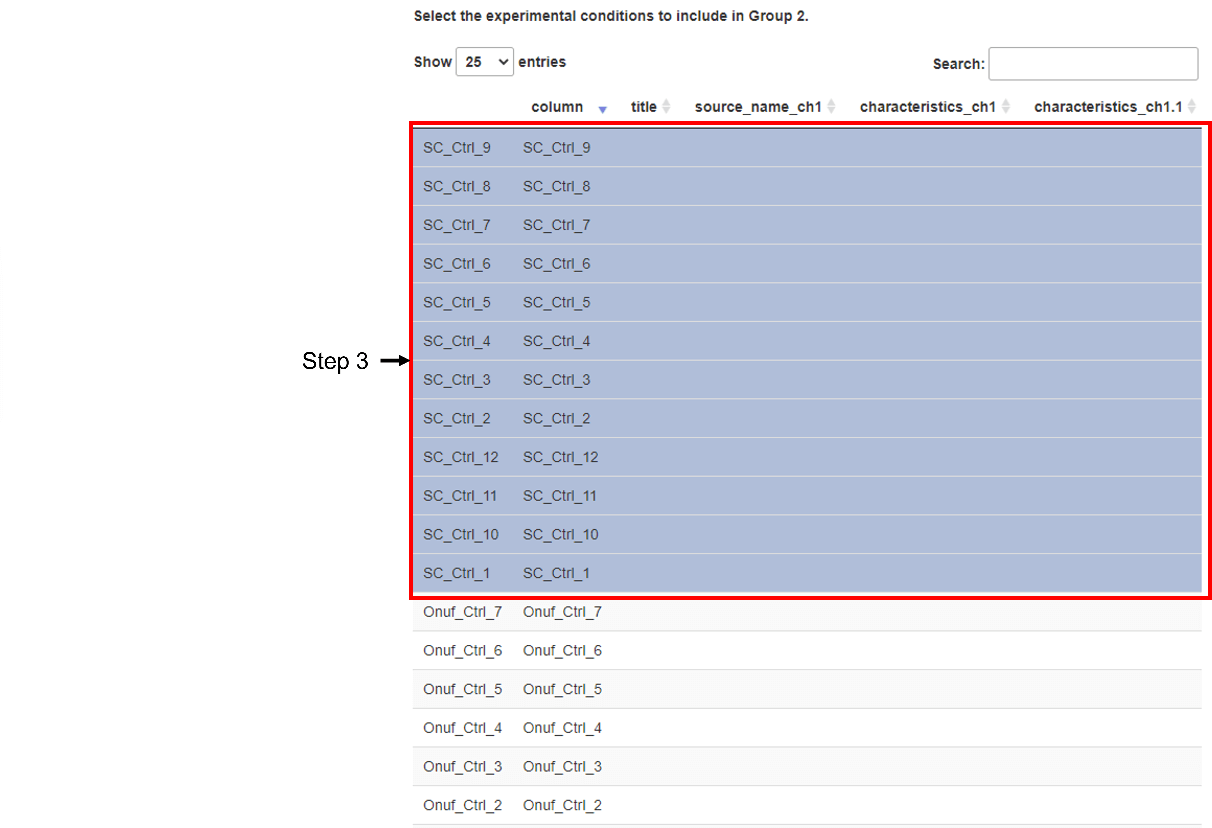 Select the experimental conditions to include in Group 2.
Show 25 entries Search:
column title source_name_ch1 characteristics_ch1 characteristics_ch1.1
SC_Ctrl_9 SC_Ctrl_9
SC_Ctrl_8 SC_Ctrl_8
SC_Ctrl_7 SC_Ctrl_7
SC_Ctrl_6 SC_Ctrl_6
SC_Ctrl_5 SC_Ctrl_5
SC_Ctrl_4 SC_Ctrl_4
Step 3
SC_Ctrl_3 SC_Ctrl_3
SC_Ctrl_2 SC_Ctrl_2
SC_Ctrl_12 SC_Ctrl_12
SC_Ctrl_11 SC_Ctrl_11
SC_Ctrl_10 SC_Ctrl_10
SC_Ctrl_1 SC_Ctrl_1
Onuf_Ctrl_7 Onuf_Ctrl_7
Onuf_Ctrl_6 Onuf_Ctrl_6
Onuf_Ctrl_5 Onuf_Ctrl_5
Onuf_Ctrl_4 Onuf_Ctrl_4
Onuf_Ctrl_3 Onuf_Ctrl_3
Onuf_Ctrl_2 Onuf_Ctrl_2